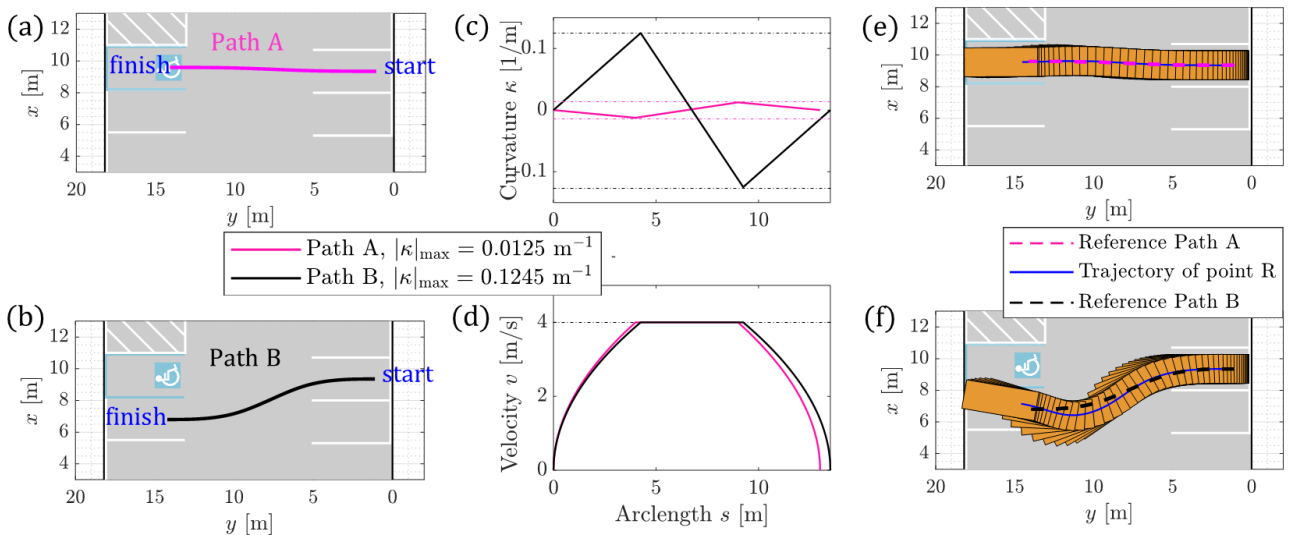 (a)
12
10
8
6
4
x [m]
Path A
finish
start
20
15
10
5
0
y [m]
(c)
0.1
0
-0.1
Curvature κ [1/m]
0
5
10
(e)
12
10
8
6
4
x [m]
20
15
10
5
0
y [m]
Path A, |κ|max = 0.0125 m⁻¹
Path B, |κ|max = 0.1245 m⁻¹
Reference Path A
Trajectory of point R
Reference Path B
(b)
12
10
8
6
4
x [m]
Path B
start
finish
20
15
10
5
0
y [m]
(d)
4
2
0
Velocity v [m/s]
0
5
10
Arclength s [m]
(f)
12
10
8
6
4
x [m]
20
15
10
5
0
y [m]